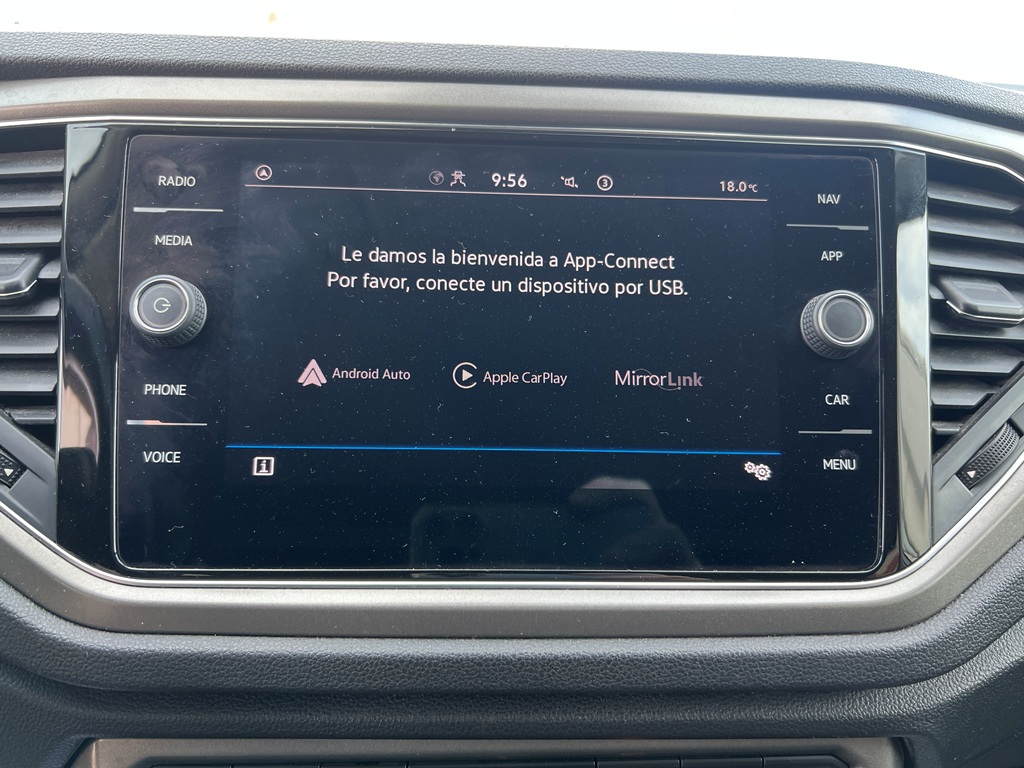 RADIO
MEDIA
PHONE
VOICE
9:56
3
18.0°C
Le damos la bienvenida a App-Connect
Por favor, conecte un dispositivo por USB.
Android Auto
Apple CarPlay
MirrorLink
i
NAV
APP
CAR
MENU